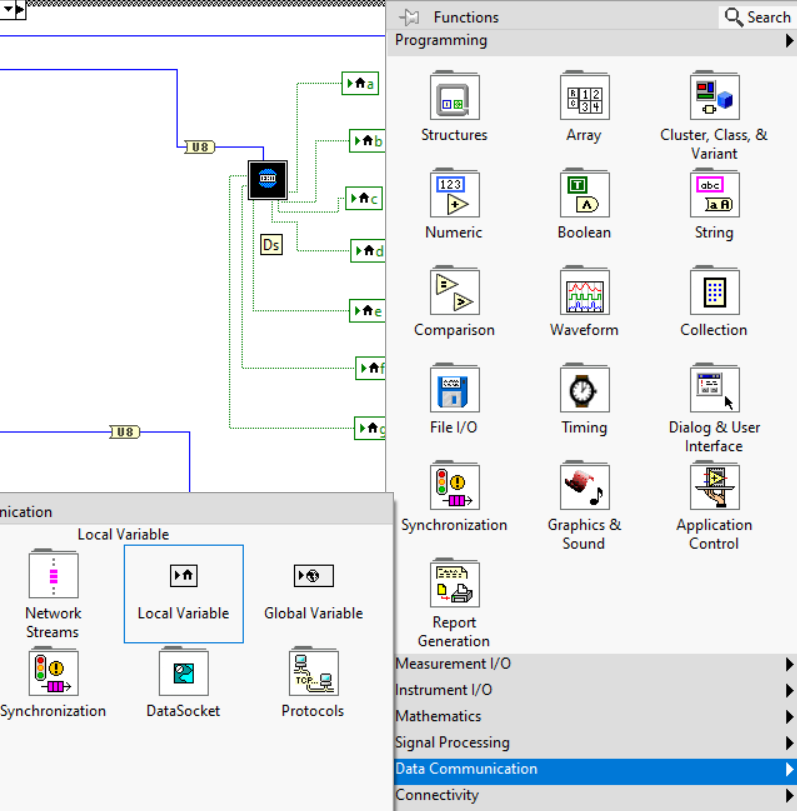 Functions
Search
Programming
a
b
c
d
e
f
g
U8
Ds
U8
Structures
Array
Cluster, Class, &
Variant
123
Numeric
Boolean
abc
String
Comparison
Waveform
Collection
File I/O
Timing
Dialog & User
Interface
Synchronization
Graphics &
Sound
Application
Control
Report
Generation
Measurement I/O
Instrument I/O
Mathematics
Signal Processing
Data Communication
Connectivity
nication
Local Variable
Network
Streams
Local Variable
Global Variable
Synchronization
DataSocket
TCP
Protocols